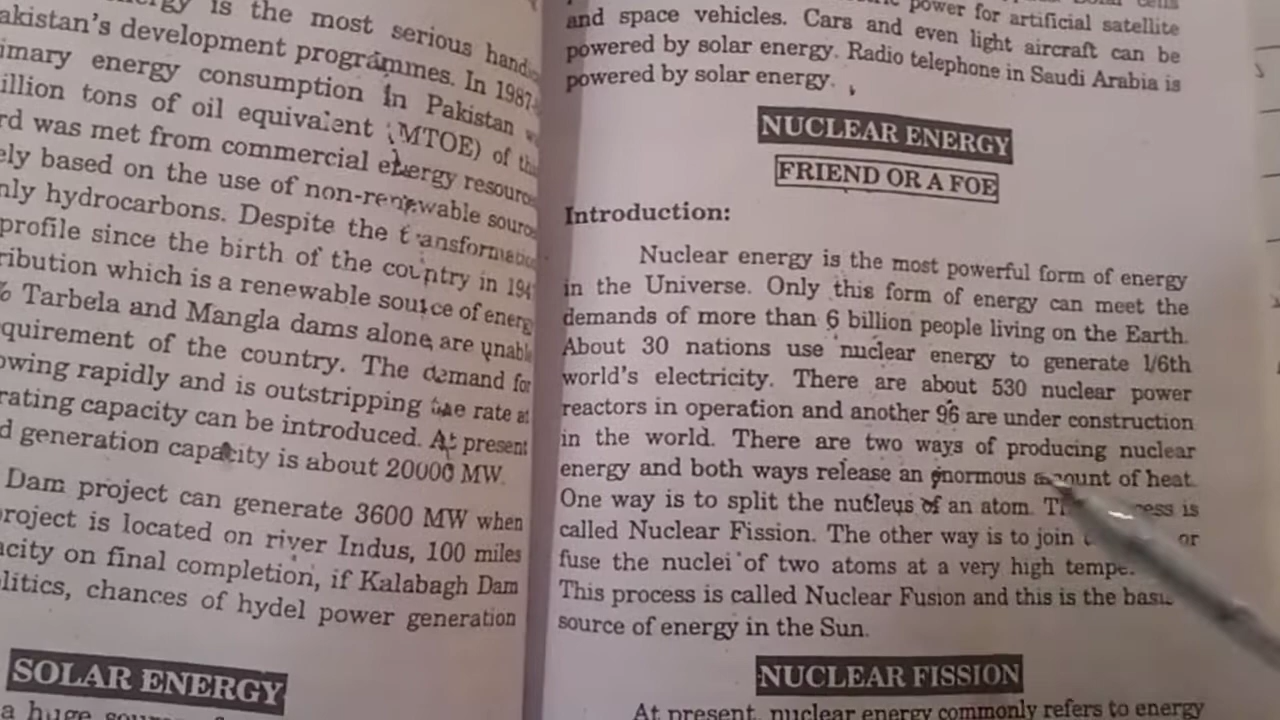 is the most serious
akistan's development programmes. In 1987-
imary energy consumption in Pakistan
illion tons of oil equivalent (MTOE) of
rd was met from commercial energy resourc
ely based on the use of non-renewable sourc
nly hydrocarbons. Despite the transformatio
profile since the birth of the country in 194
ribution which is a renewable source of energ
% Tarbela and Mangla dams alone, are unabl
quirement of the country. The demand for
owing rapidly and is outstripping the rate at
rating capacity can be introduced. At present
d generation capacity is about 20000 MW.
Dam project can generate 3600 MW when
roject is located on river Indus, 100 miles
acity on final completion, if Kalabagh Dam
litics, chances of hydel power generation
SOLAR ENERGY
a huge
power for artificial satellite
and space vehicles. Cars and even light aircraft can be
powered by solar energy. Radio telephone in Saudi Arabia is
powered by solar energy.
NUCLEAR ENERGY
FRIEND OR A FOE
Introduction:
Nuclear energy is the most powerful form of energy
in the Universe. Only this form of energy can meet the
demands of more than 6 billion people living on the Earth.
About 30 nations use nuclear energy to generate 1/6th
world's electricity. There are about 530 nuclear power
reactors in operation and another 96 are under construction
in the world. There are two ways of producing nuclear
energy and both ways release an enormous amount of heat.
One way is to split the nucleus of an atom. is
called Nuclear Fission. The other way is to join or
fuse the nuclei of two atoms at a very high tempe
This process is called Nuclear Fusion and this is the basic
source of energy in the Sun.
NUCLEAR FISSION
At present, nuclear energy commonly refers to energy